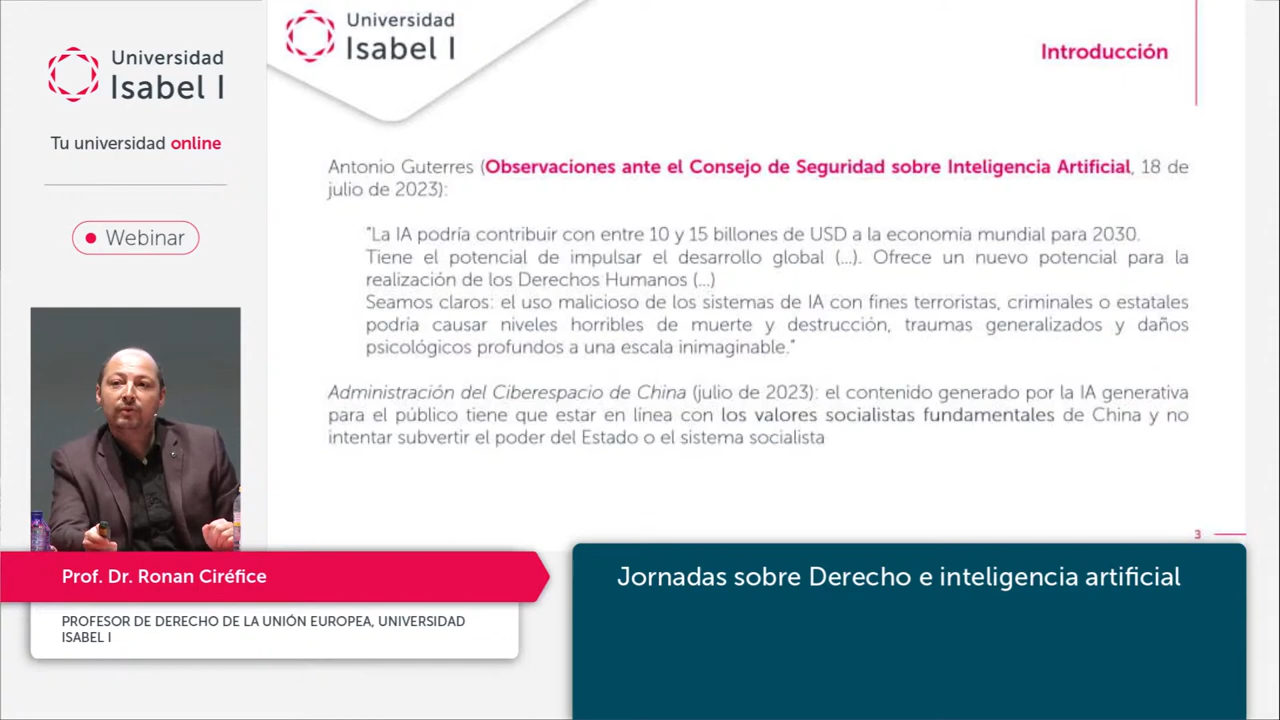 Universidad
Isabel I
Tu universidad online
Webinar
Universidad
Isabel I
Introducción
Antonio Guterres (Observaciones ante el Consejo de Seguridad sobre Inteligencia Artificial, 18 de
julio de 2023):
"La IA podría contribuir con entre 10 y 15 billones de USD a la economía mundial para 2030.
Tiene el potencial de impulsar el desarrollo global (...). Ofrece un nuevo potencial para la
realización de los Derechos Humanos (...)
Seamos claros: el uso malicioso de los sistemas de IA con fines terroristas, criminales o estatales
podría causar niveles horribles de muerte y destrucción, traumas generalizados y daños
psicológicos profundos a una escala inimaginable."
Administración del Ciberespacio de China (julio de 2023): el contenido generado por la IA generativa
para el público tiene que estar en línea con los valores socialistas fundamentales de China y no
intentar subvertir el poder del Estado o el sistema socialista
3
Prof. Dr. Ronan Ciréfice
PROFESOR DE DERECHO DE LA UNIÓN EUROPEA, UNIVERSIDAD
ISABEL I
Jornadas sobre Derecho e inteligencia artificial